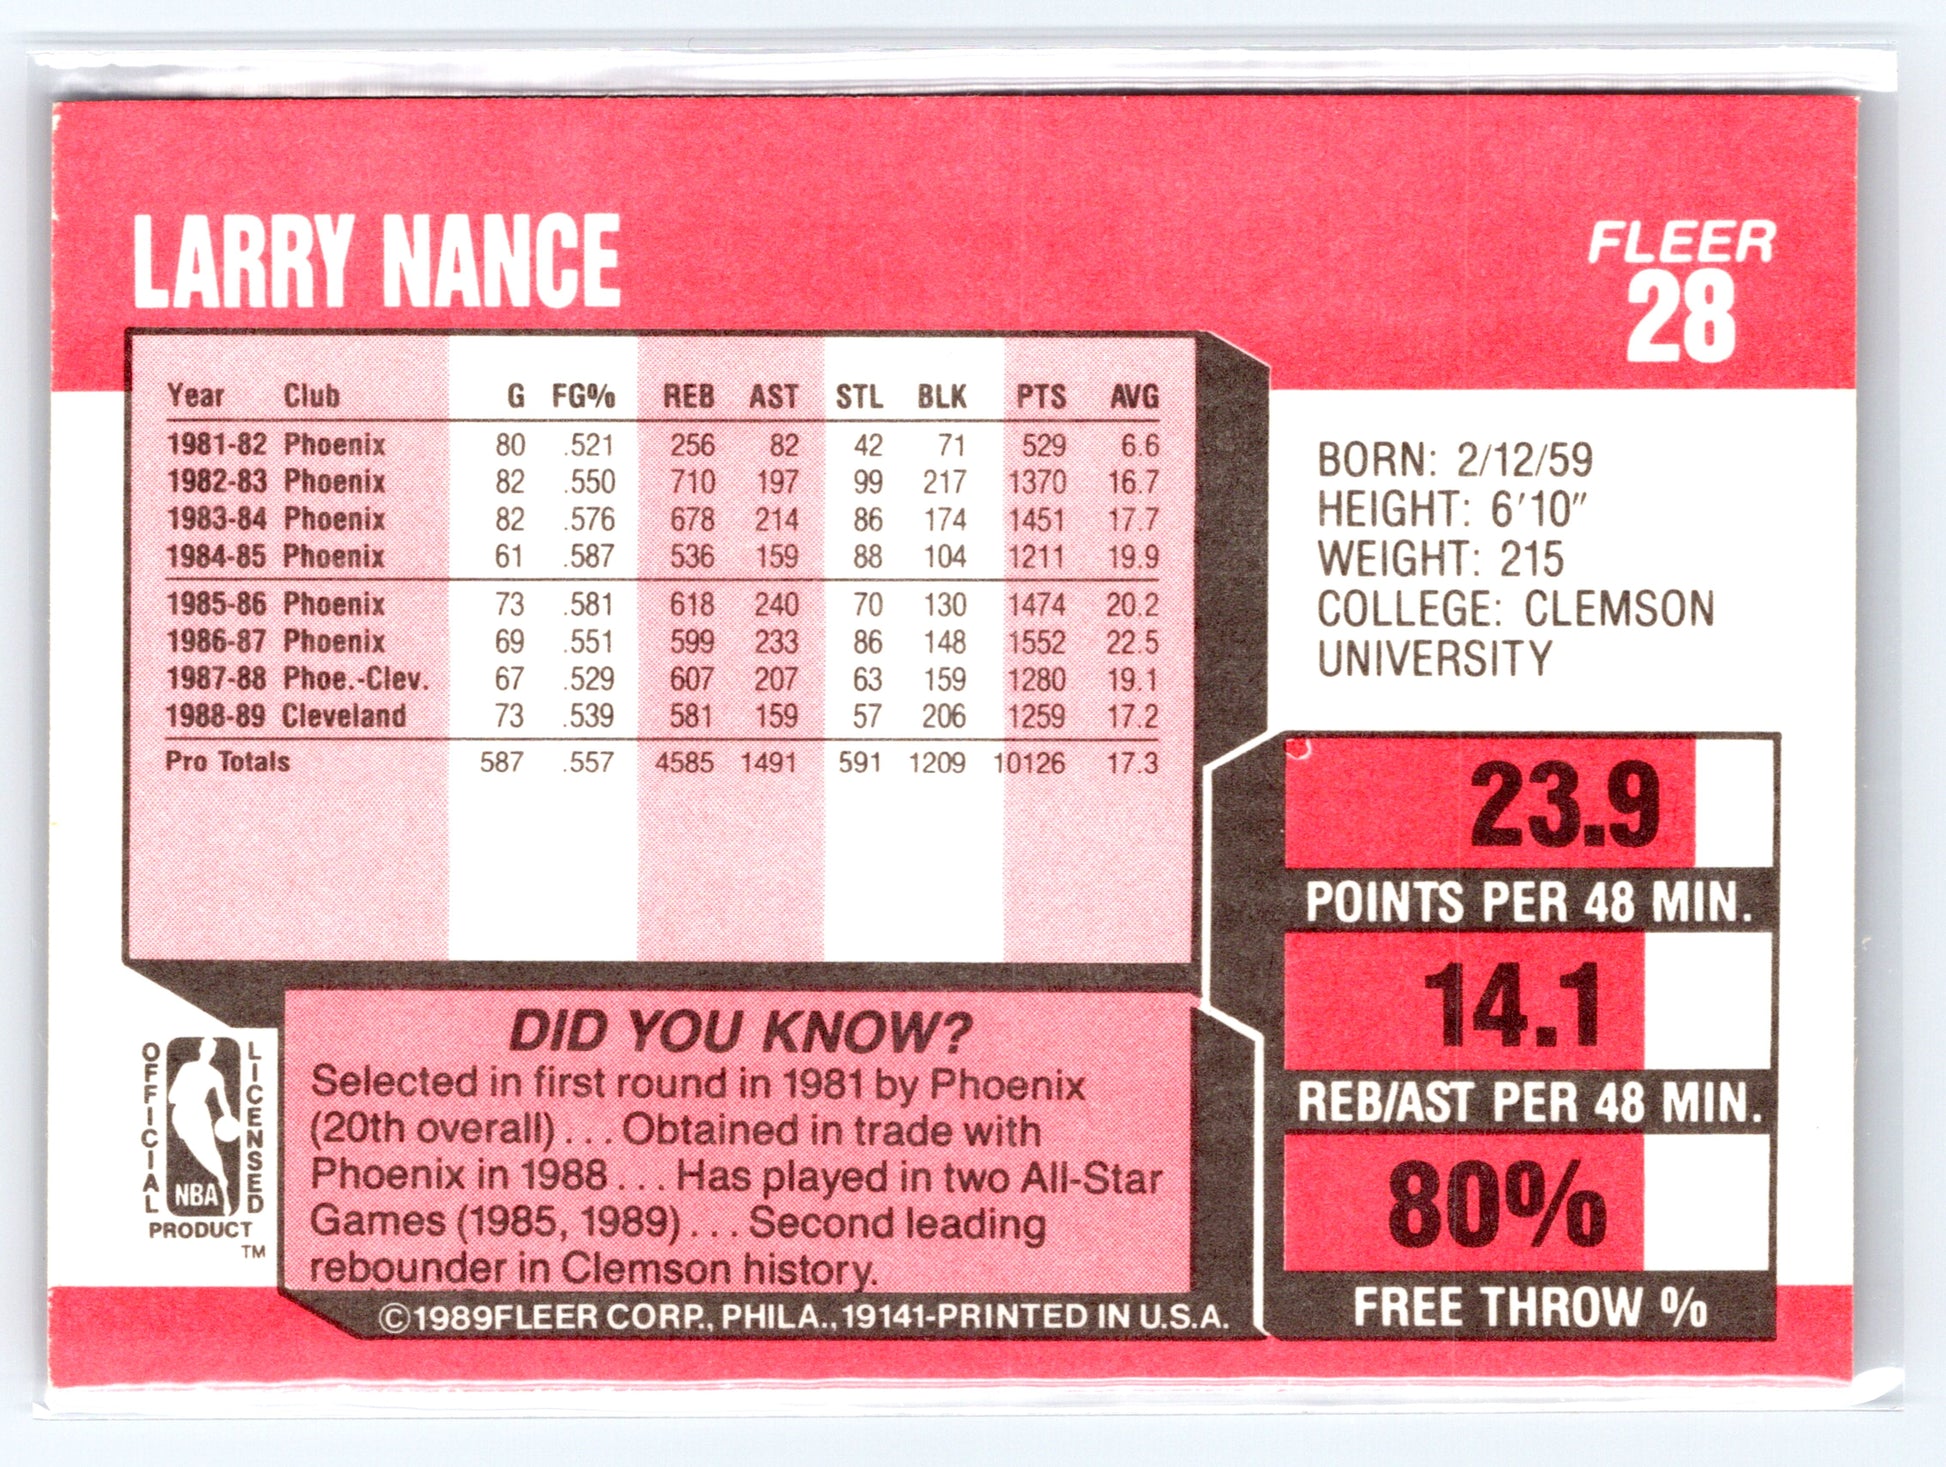 LARRY NANCE
FLEER
28
Year Club G FG% REB AST STL BLK PTS AVG
1981-82 Phoenix 80 .521 256 82 42 71 529 6.6
1982-83 Phoenix 82 .550 710 197 99 217 1370 16.7
1983-84 Phoenix 82 .576 678 214 86 174 1451 17.7
1984-85 Phoenix 61 .587 536 159 88 104 1211 19.9
1985-86 Phoenix 73 .581 618 240 70 130 1474 20.2
1986-87 Phoenix 69 .551 599 233 86 148 1552 22.5
1987-88 Phoe.-Clev. 67 .529 607 207 63 159 1280 19.1
1988-89 Cleveland 73 .539 581 159 57 206 1259 17.2
Pro Totals 587 .557 4585 1491 591 1209 10126 17.3
BORN: 2/12/59
HEIGHT: 6'10"
WEIGHT: 215
COLLEGE: CLEMSON
UNIVERSITY
23.9
POINTS PER 48 MIN.
14.1
REB/AST PER 48 MIN.
80%
FREE THROW %
OFFICIAL
LICENSED
NBA
PRODUCT
TM
DID YOU KNOW?
Selected in first round in 1981 by Phoenix
(20th overall) . . . Obtained in trade with
Phoenix in 1988 . . . Has played in two All-Star
Games (1985, 1989) . . . Second leading
rebounder in Clemson history.
©1989FLEER CORP., PHILA., 19141-PRINTED IN U.S.A.